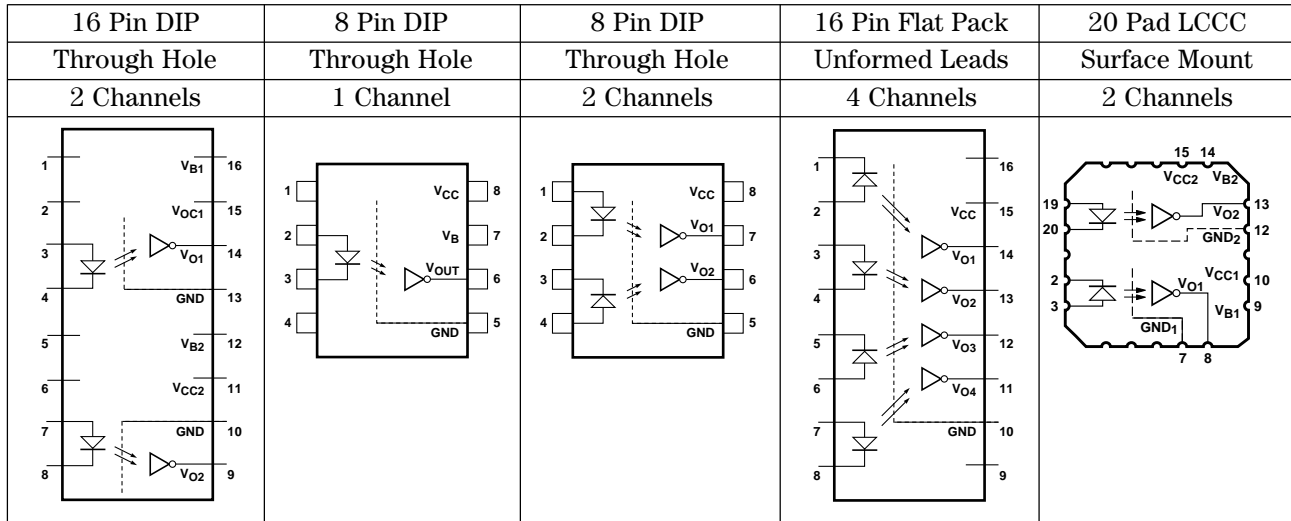 16 Pin DIP
8 Pin DIP
8 Pin DIP
16 Pin Flat Pack
20 Pad LCCC
Through Hole
Through Hole
Through Hole
Unformed Leads
Surface Mount
2 Channels
1 Channel
2 Channels
4 Channels
2 Channels
1 VB1 16
2 VOC1 15
3 VO1 14
4 GND 13
5 VB2 12
6 VCC2 11
7 GND 10
8 VO2 9
1 VCC 8
2 VB 7
3 VOUT 6
4 GND 5
1 VCC 8
2 VO1 7
3 VO2 6
4 GND 5
1 16
2 VCC 15
3 VO1 14
4 VO2 13
5 VO3 12
6 VO4 11
7 GND 10
8 9
15 14
VCC2 VB2
19 VO2 13
20 GND2 12
2 VCC1 10
3 VO1 9
VB1
GND1
7 8